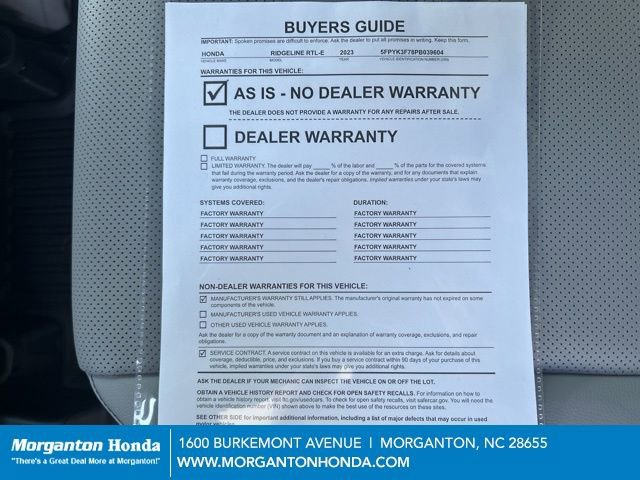 BUYERS GUIDE
IMPORTANT: Spoken promises are difficult to enforce. Ask the dealer to put all promises in writing. Keep this form.
HONDA RIDGELINE RTL-E 2023 5FPYK3F78PB039604
VEHICLE MAKE MODEL YEAR VEHICLE IDENTIFICATION NUMBER (VIN)
WARRANTIES FOR THIS VEHICLE:
AS IS - NO DEALER WARRANTY
THE DEALER DOES NOT PROVIDE A WARRANTY FOR ANY REPAIRS AFTER SALE.
DEALER WARRANTY
FULL WARRANTY
LIMITED WARRANTY. The dealer will pay ______ % of the labor and ______ % of the parts for the covered systems
that fail during the warranty period. Ask the dealer for a copy of the warranty, and for any documents that explain
warranty coverage, exclusions, and the dealer's repair obligations. Implied warranties under your state's laws may
give you additional rights.
SYSTEMS COVERED: DURATION:
FACTORY WARRANTY FACTORY WARRANTY
FACTORY WARRANTY FACTORY WARRANTY
FACTORY WARRANTY FACTORY WARRANTY
FACTORY WARRANTY FACTORY WARRANTY
FACTORY WARRANTY FACTORY WARRANTY
NON-DEALER WARRANTIES FOR THIS VEHICLE:
MANUFACTURER'S WARRANTY STILL APPLIES. The manufacturer's original warranty has not expired on some
components of the vehicle.
MANUFACTURER'S USED VEHICLE WARRANTY APPLIES.
OTHER USED VEHICLE WARRANTY APPLIES.
Ask the dealer for a copy of the warranty document and an explanation of warranty coverage, exclusions, and repair
obligations.
SERVICE CONTRACT. A service contract on this vehicle is available for an extra charge. Ask for details about
coverage, deductible, price, and exclusions. If you buy a service contract within 90 days of your purchase of this
vehicle, implied warranties under your state's laws may give you additional rights.
ASK THE DEALER IF YOUR MECHANIC CAN INSPECT THE VEHICLE ON OR OFF THE LOT.
OBTAIN A VEHICLE HISTORY REPORT AND CHECK FOR OPEN SAFETY RECALLS. For information on how to
obtain a vehicle history report, visit ftc.gov/usedcars. To check for open safety recalls, visit safercar.gov. You will need the
vehicle identification number (VIN) shown above to make the best use of the resources on these sites.
SEE OTHER SIDE for important additional information, including a list of major defects that may occur in used
motor vehicles.
Morganton Honda
"There's a Great Deal More at Morganton!"
1600 BURKEMONT AVENUE | MORGANTON, NC 28655
WWW.MORGANTONHONDA.COM